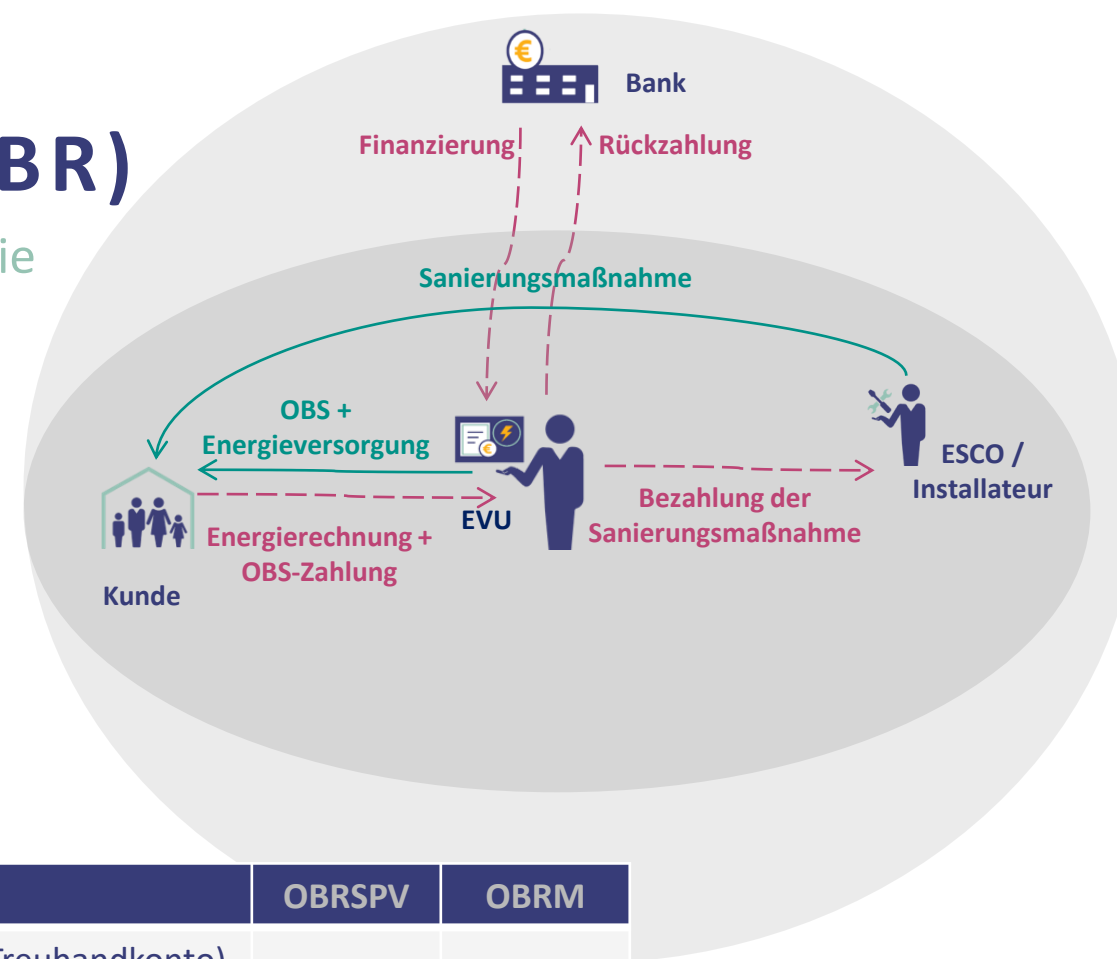 Bank
Finanzierung
Rückzahlung
BR)
ie
Sanierungsmaßnahme
OBS +
Energieversorgung
ESCO /
Installateur
EVU
Bezahlung der
Sanierungsmaßnahme
Energierechnung +
OBS-Zahlung
Kunde
OBRSPV OBRM
Treuhandkonto)